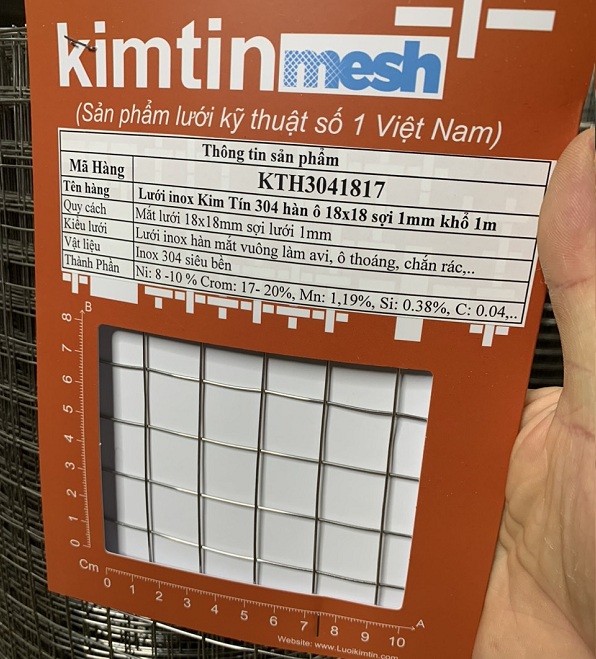 kimtin mesh
(Sản phẩm lưới kỹ thuật số 1 Việt Nam)
Thông tin sản phẩm
Mã Hàng KTH3041817
Tên hàng Lưới inox Kim Tín 304 hàn ô 18x18 sợi 1mm khổ 1m
Quy cách Mắt lưới 18x18mm sợi lưới 1mm
Kiểu lưới Lưới inox hàn mắt vuông làm avi, ô thoáng, chắn rác,..
Vật liệu Inox 304 siêu bền
Thành Phần Ni: 8 -10 % Crom: 17- 20%, Mn: 1,19%, Si: 0.38%, C: 0.04,..
B
8
7
6
5
4
3
2
1
0
Cm
0 1 2 3 4 5 6 7 8 9 10 A
Website: www.Luoikimtin.com